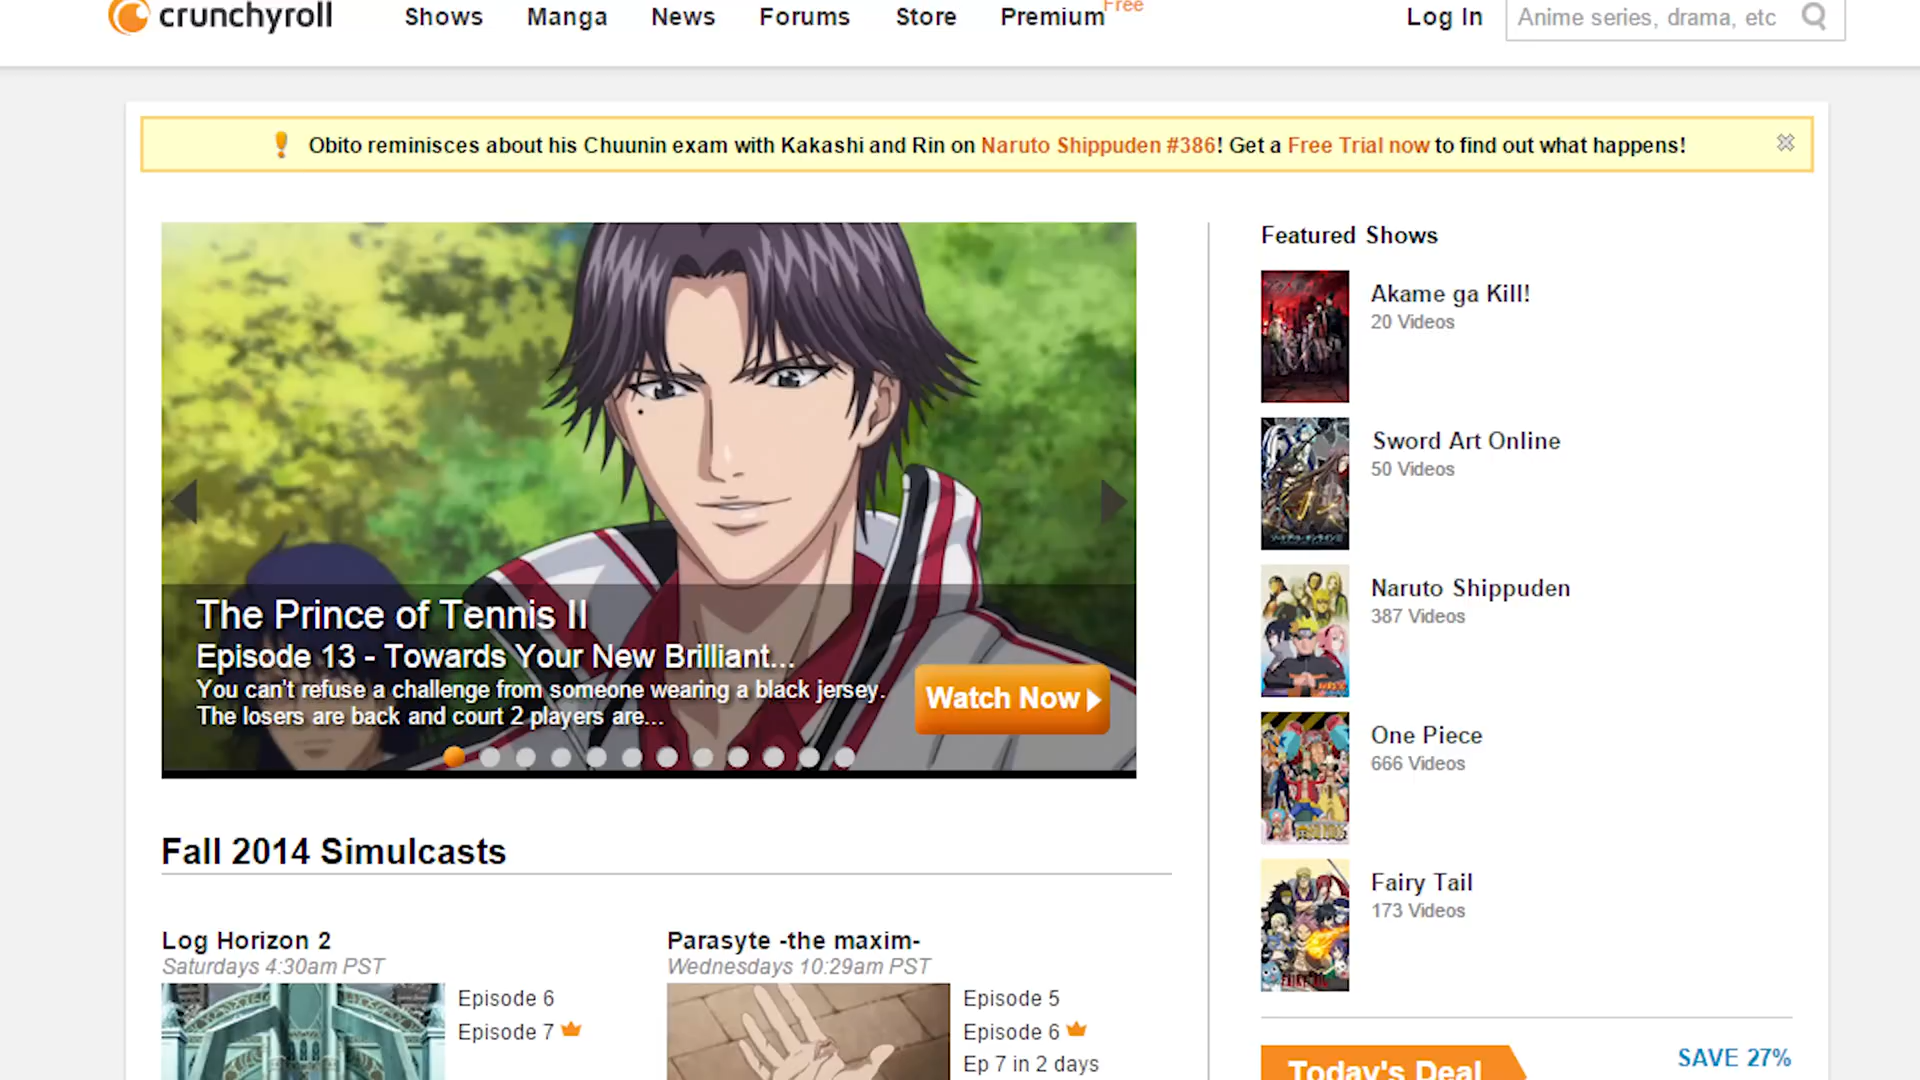 crunchyroll
Shows Manga News Forums Store Premium Free
Log In
Anime series, drama, etc
Obito reminisces about his Chuunin exam with Kakashi and Rin on Naruto Shippuden #386! Get a Free Trial now to find out what happens!
The Prince of Tennis II
Episode 13 - Towards Your New Brilliant...
You can't refuse a challenge from someone wearing a black jersey.
The losers are back and court 2 players are...
Watch Now
Featured Shows
Akame ga Kill!
20 Videos
Sword Art Online
50 Videos
Naruto Shippuden
387 Videos
One Piece
666 Videos
Fairy Tail
173 Videos
Fall 2014 Simulcasts
Log Horizon 2
Saturdays 4:30am PST
Episode 6
Episode 7
Parasyte -the maxim-
Wednesdays 10:29am PST
Episode 5
Episode 6
Ep 7 in 2 days
Today's Deal
SAVE 27%